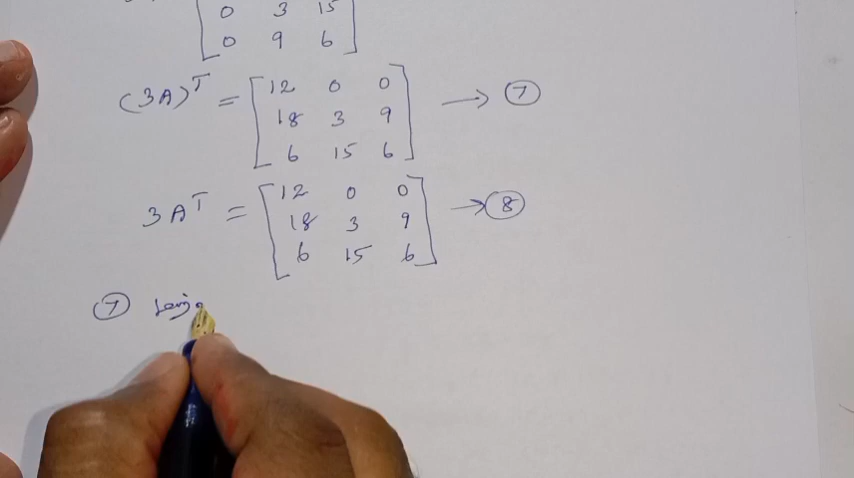 0 3 15
0 9 6
(3A)ᵀ = [12 0 0 → ⑦
18 3 9
6 15 6]
3Aᵀ = [12 0 0 → ⑧
18 3 9
6 15 6]
⑦